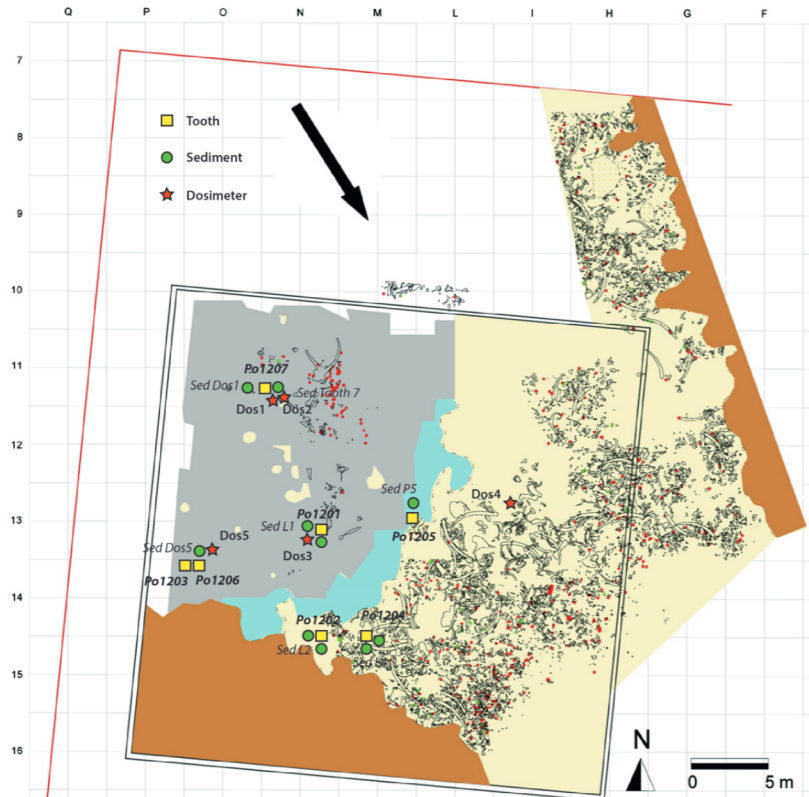 Q P O N M L I H G F
7
8
9
10
11
12
13
14
15
16
Tooth
Sediment
Dosimeter
Po1207
Sed Dos1
Sed Tooth 7
Dos1
Dos2
Sed P5
Dos4
Sed L1
Po1201
Po1205
Sed Dos5
Dos5
Dos3
Po1203
Po1206
Po1202
Po1204
Sed L2
N
0 5 m